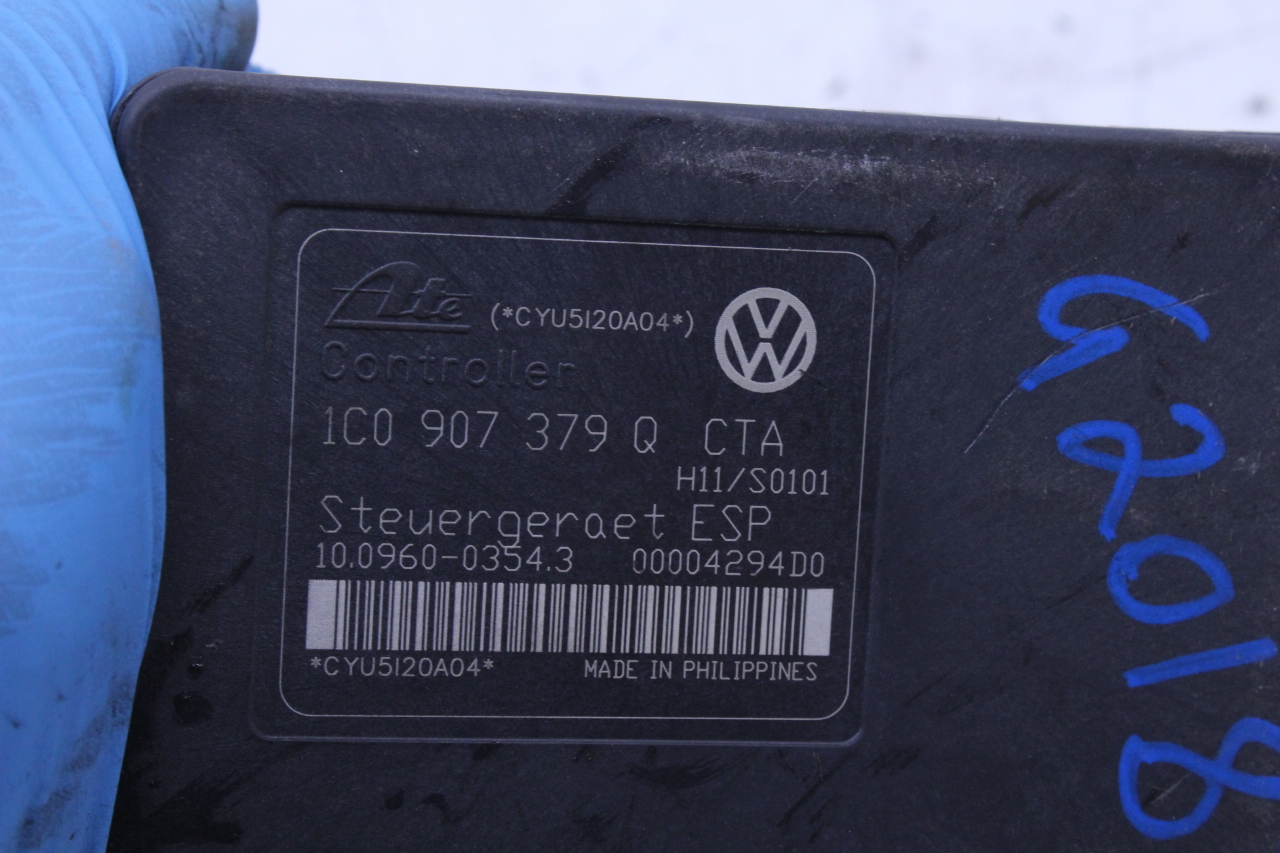 Ate (*CYU5I20A04*)
Controller
1C0 907 379 Q CTA
H11/S0101
Steuergeraet ESP
10.0960-0354.3 00004294D0
*CYU5I20A04* MADE IN PHILIPPINES
G2018